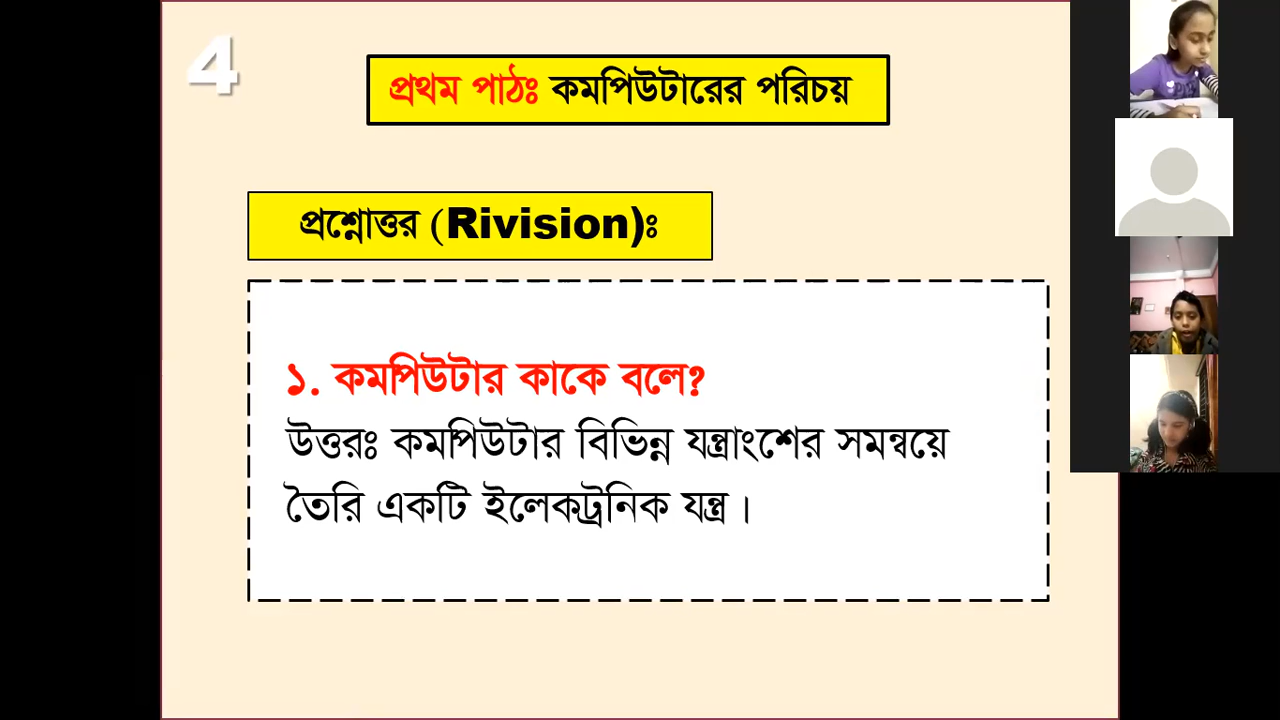 4
প্রথম পাঠঃ কমপিউটারের পরিচয়
প্রশ্নোত্তর (Rivision)ঃ
১. কমপিউটার কাকে বলে?
উত্তরঃ কমপিউটার বিভিন্ন যন্ত্রাংশের সমন্বয়ে
তৈরি একটি ইলেকট্রনিক যন্ত্র।